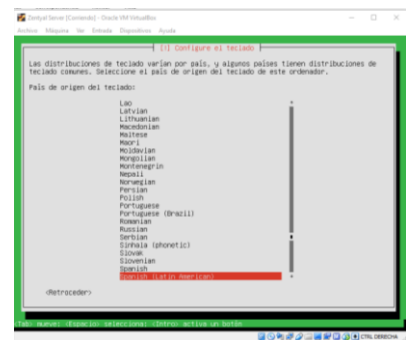 Zentyal Server [Corriendo] - Oracle VM VirtualBox
Archivo Máquina Ver Entrada Dispositivos Ayuda
[!] Configure el teclado
Las distribuciones de teclado varían por país, y algunos países tienen distribuciones de
teclado comunes. Seleccione el país de origen del teclado de este ordenador.
País de origen del teclado:
Lao
Latvian
Lithuanian
Macedonian
Maltese
Maori
Moldavian
Mongolian
Montenegrin
Nepali
Norwegian
Persian
Polish
Portuguese
Portuguese (Brazil)
Romanian
Russian
Serbian
Sinhala (phonetic)
Slovak
Slovenian
Spanish
Spanish (Latin American)
<Retroceder>
<Tab> mueve; <Espacio> selecciona; <Intro> activa un botón
CTRL DERECHA